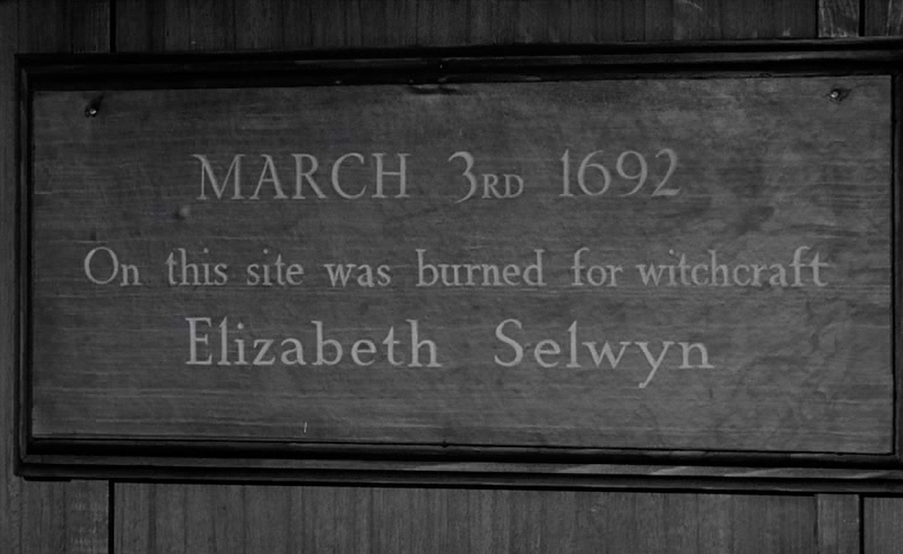 MARCH 3RD 1692
On this site was burned for witchcraft
Elizabeth Selwyn